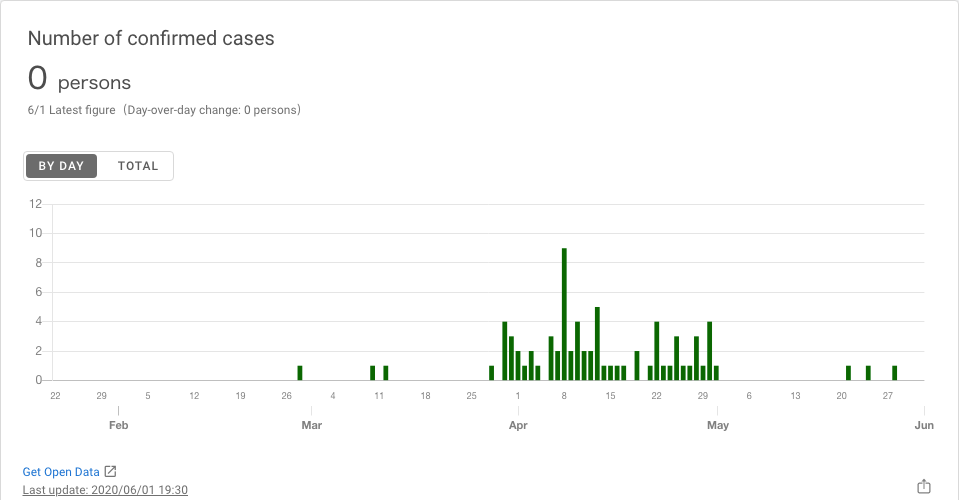 Number of confirmed cases
0 persons
6/1 Latest figure（Day-over-day change: 0 persons）
BY DAY TOTAL
12
10
8
6
4
2
0
22 29 5 12 19 26 4 11 18 25 1 8 15 22 29 6 13 20 27
Feb Mar Apr May Jun
Get Open Data
Last update: 2020/06/01 19:30